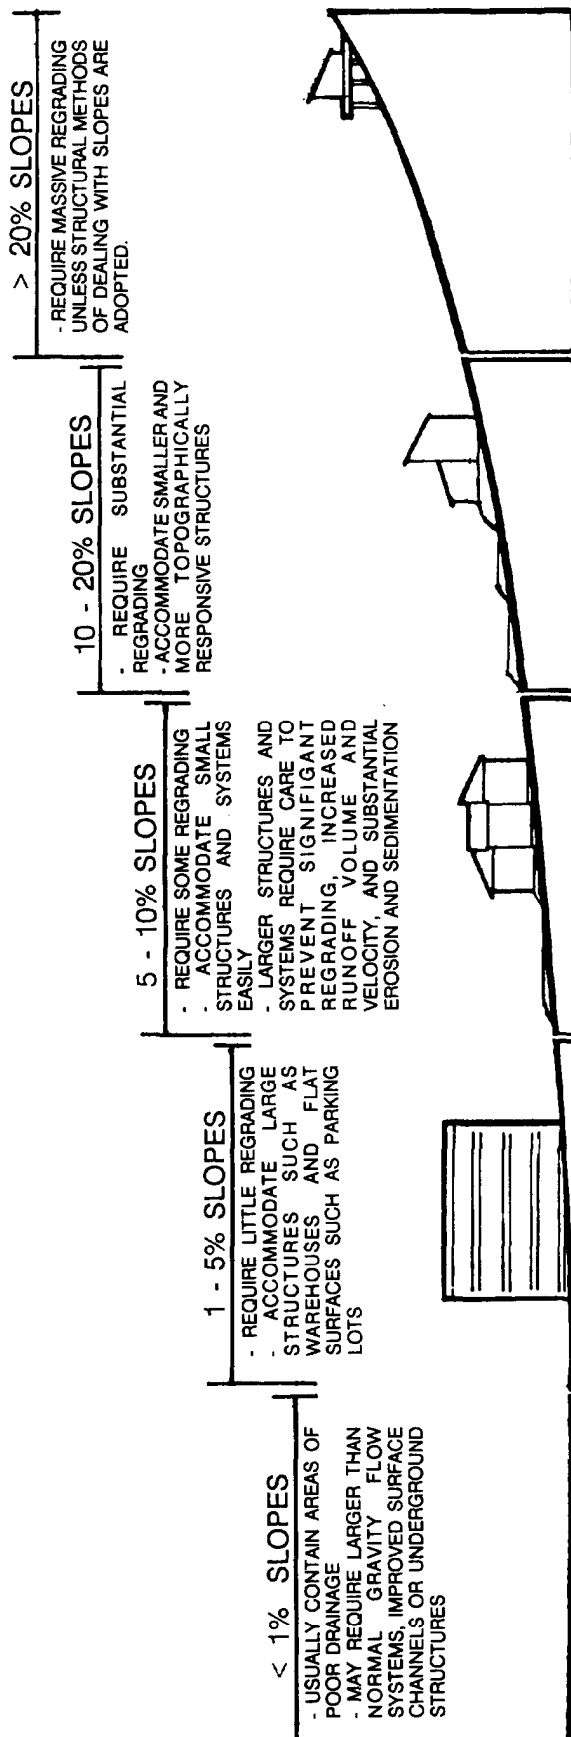 < 1% SLOPES
- USUALLY CONTAIN AREAS OF
POOR DRAINAGE
- MAY REQUIRE LARGER THAN
NORMAL GRAVITY FLOW
SYSTEMS, IMPROVED SURFACE
CHANNELS OR UNDERGROUND
STRUCTURES
1 - 5% SLOPES
- REQUIRE LITTLE REGRADING
- ACCOMMODATE LARGE
STRUCTURES SUCH AS
WAREHOUSES AND FLAT
SURFACES SUCH AS PARKING
LOTS
5 - 10% SLOPES
- REQUIRE SOME REGRADING
- ACCOMMODATE SMALL
STRUCTURES AND SYSTEMS
EASILY
- LARGER STRUCTURES AND
SYSTEMS REQUIRE CARE TO
PREVENT SIGNIFIGANT
REGRADING, INCREASED
RUNOFF VOLUME AND
VELOCITY, AND SUBSTANTIAL
EROSION AND SEDIMENTATION
10 - 20% SLOPES
- REQUIRE SUBSTANTIAL
REGRADING
- ACCOMMODATE SMALLER AND
MORE TOPOGRAPHICALLY
RESPONSIVE STRUCTURES
> 20% SLOPES
- REQUIRE MASSIVE REGRADING
UNLESS STRUCTURAL METHODS
OF DEALING WITH SLOPES ARE
ADOPTED.